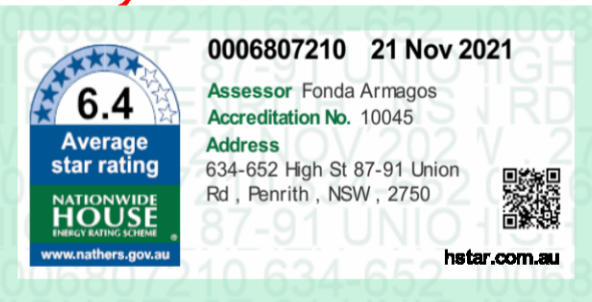 0006807210 21 Nov 2021
6.4
Average
star rating
NATIONWIDE
HOUSE
ENERGY RATING SCHEME
®
www.nathers.gov.au
Assessor Fonda Armagos
Accreditation No. 10045
Address
634-652 High St 87-91 Union
Rd , Penrith , NSW , 2750
hstar.com.au